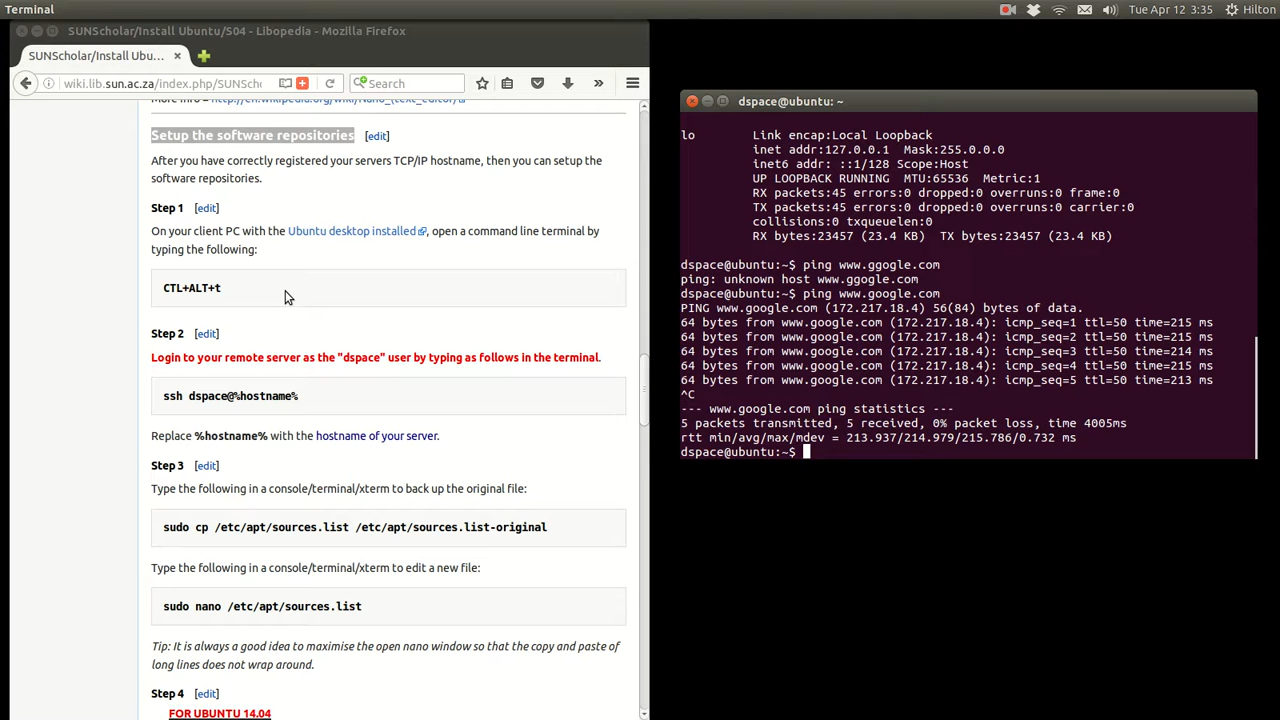 Terminal
Tue Apr 12 3:35
Hilton
SUNScholar/Install Ubuntu/S04 - Libopedia - Mozilla Firefox
SUNScholar/Install Ubu...
wiki.lib.sun.ac.za/index.php/SUNScho
Search
More info = http://en.wikipedia.org/wiki/Nano_(text_editor)
Setup the software repositories [edit]
After you have correctly registered your servers TCP/IP hostname, then you can setup the
software repositories.
Step 1 [edit]
On your client PC with the Ubuntu desktop installed, open a command line terminal by
typing the following:
CTL+ALT+t
Step 2 [edit]
Login to your remote server as the "dspace" user by typing as follows in the terminal.
ssh dspace@%hostname%
Replace %hostname% with the hostname of your server.
Step 3 [edit]
Type the following in a console/terminal/xterm to back up the original file:
sudo cp /etc/apt/sources.list /etc/apt/sources.list-original
Type the following in a console/terminal/xterm to edit a new file:
sudo nano /etc/apt/sources.list
Tip: It is always a good idea to maximise the open nano window so that the copy and paste of
long lines does not wrap around.
Step 4 [edit]
FOR UBUNTU 14.04
dspace@ubuntu: ~
lo Link encap:Local Loopback
inet addr:127.0.0.1 Mask:255.0.0.0
inet6 addr: ::1/128 Scope:Host
UP LOOPBACK RUNNING MTU:65536 Metric:1
RX packets:45 errors:0 dropped:0 overruns:0 frame:0
TX packets:45 errors:0 dropped:0 overruns:0 carrier:0
collisions:0 txqueuelen:0
RX bytes:23457 (23.4 KB) TX bytes:23457 (23.4 KB)
dspace@ubuntu:~$ ping www.ggogle.com
ping: unknown host www.ggogle.com
dspace@ubuntu:~$ ping www.google.com
PING www.google.com (172.217.18.4) 56(84) bytes of data.
64 bytes from www.google.com (172.217.18.4): icmp_seq=1 ttl=50 time=215 ms
64 bytes from www.google.com (172.217.18.4): icmp_seq=2 ttl=50 time=215 ms
64 bytes from www.google.com (172.217.18.4): icmp_seq=3 ttl=50 time=214 ms
64 bytes from www.google.com (172.217.18.4): icmp_seq=4 ttl=50 time=215 ms
64 bytes from www.google.com (172.217.18.4): icmp_seq=5 ttl=50 time=213 ms
^C
--- www.google.com ping statistics ---
5 packets transmitted, 5 received, 0% packet loss, time 4005ms
rtt min/avg/max/mdev = 213.937/214.979/215.786/0.732 ms
dspace@ubuntu:~$